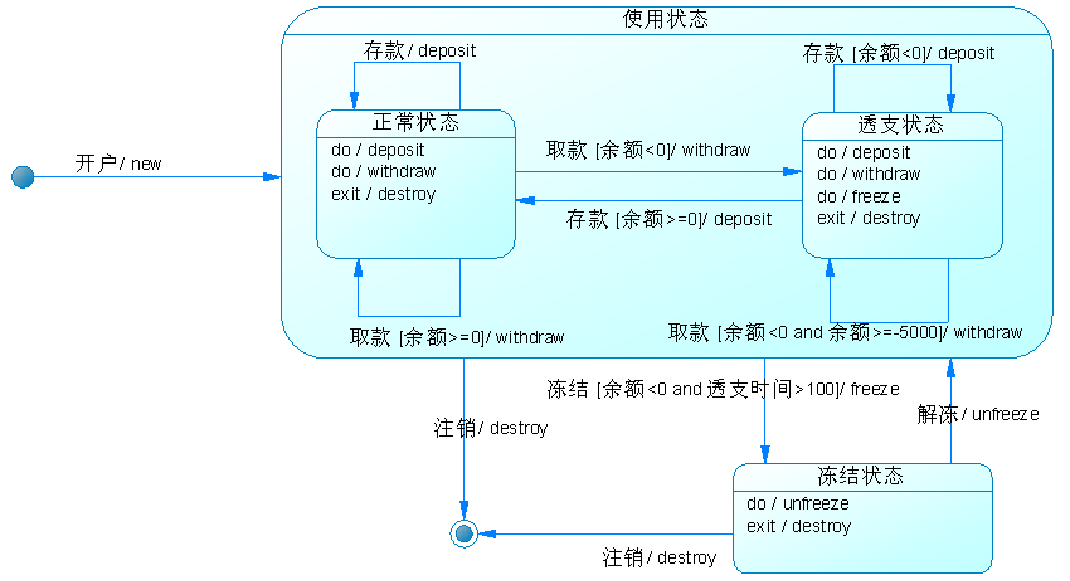 使用状态
存款 / deposit
存款 [余额<0]/ deposit
正常状态
do / deposit
do / withdraw
exit / destroy
透支状态
do / deposit
do / withdraw
do / freeze
exit / destroy
开户 / new
取款 [余额<0]/ withdraw
存款 [余额>=0]/ deposit
取款 [余额>=0]/ withdraw
取款 [余额<0 and 余额>=-5000]/ withdraw
冻结 [余额<0 and 透支时间>100]/ freeze
解冻 / unfreeze
注销 / destroy
冻结状态
do / unfreeze
exit / destroy
注销 / destroy